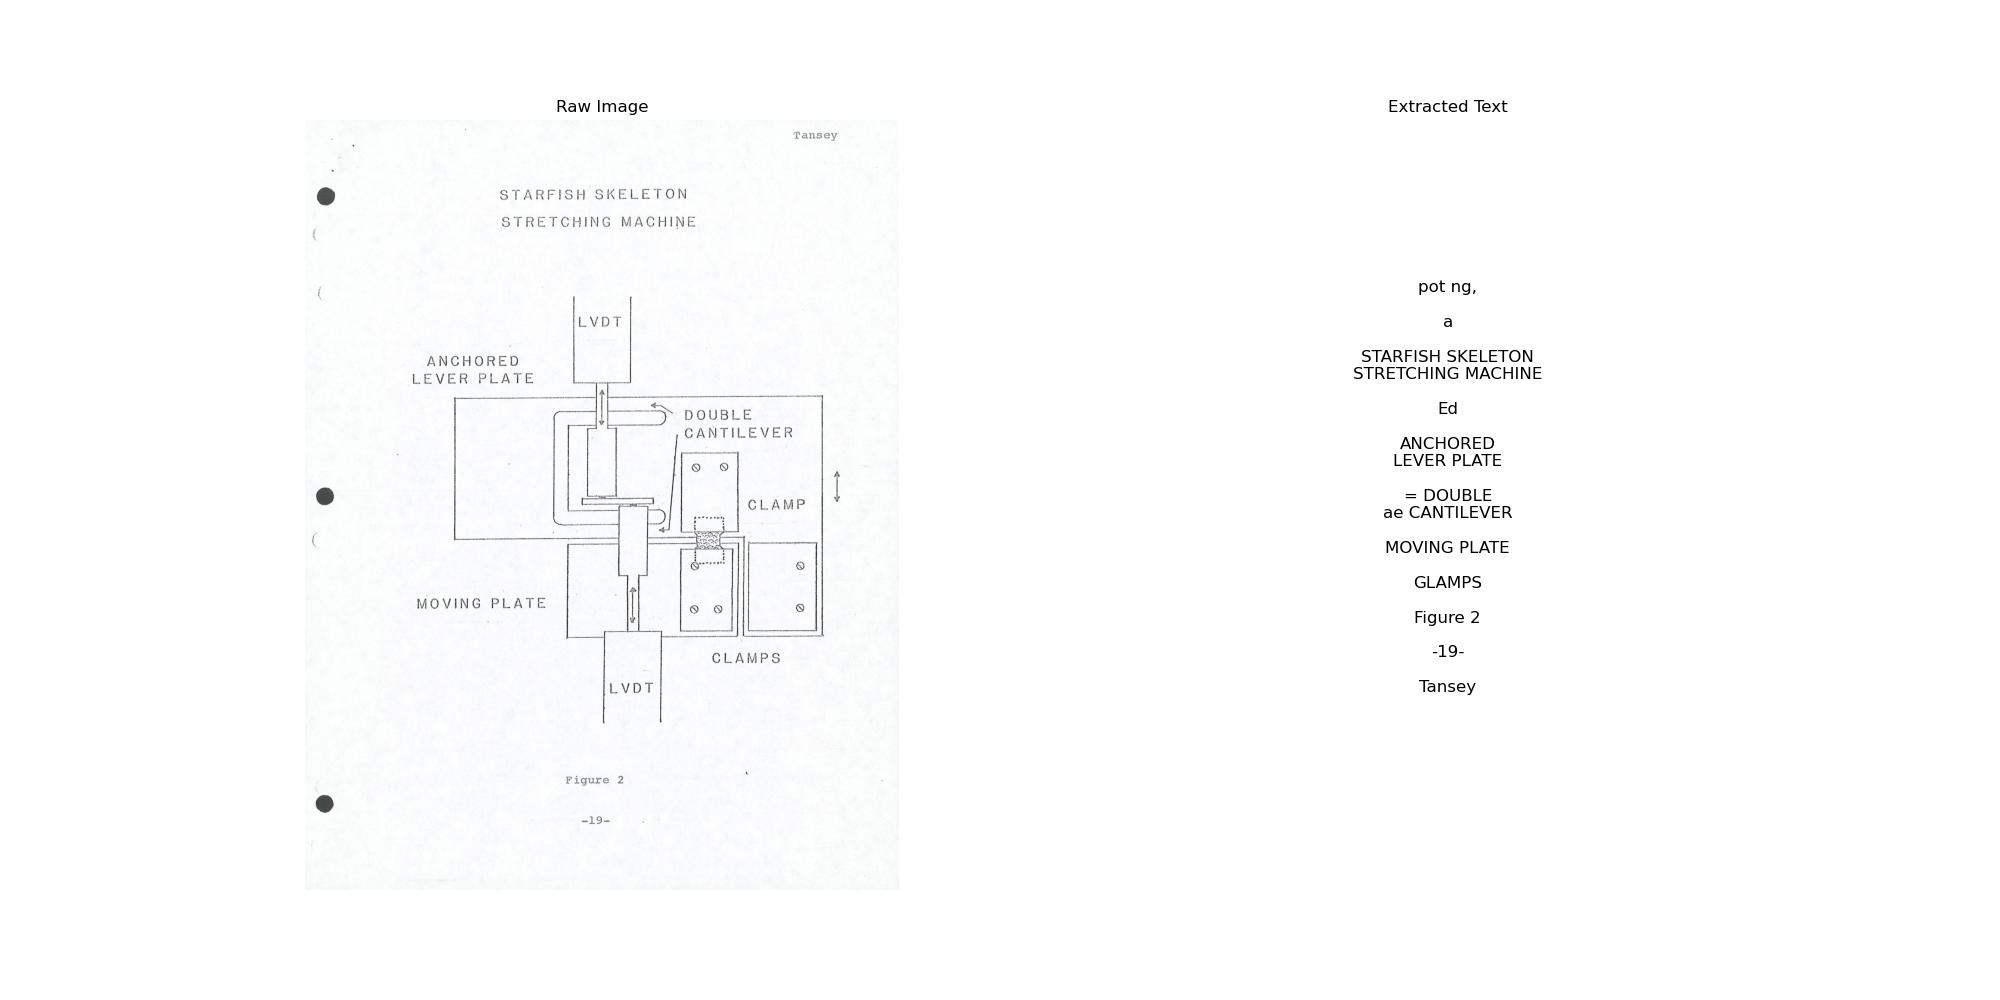 Raw Image
Tansey
STARFISH SKELETON
STRETCHING MACHINE
LVDT
ANCHORED
LEVER PLATE
DOUBLE
CANTILEVER
CLAMP
MOVING PLATE
CLAMPS
LVDT
Figure 2
-19-
Extracted Text
pot ng,
a
STARFISH SKELETON
STRETCHING MACHINE
Ed
ANCHORED
LEVER PLATE
= DOUBLE
ae CANTILEVER
MOVING PLATE
GLAMPS
Figure 2
-19-
Tansey